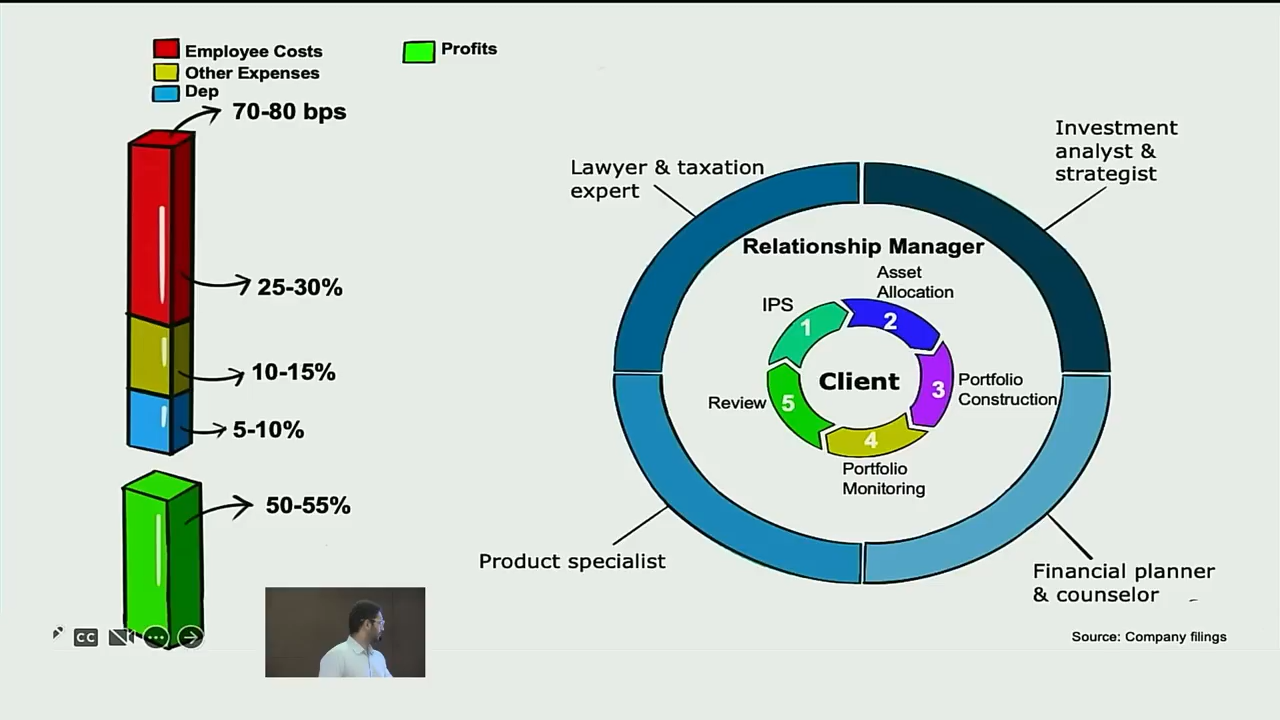 Employee Costs
Other Expenses
Dep
Profits
70-80 bps
25-30%
10-15%
5-10%
50-55%
Lawyer & taxation
expert
Investment
analyst &
strategist
Relationship Manager
IPS
1
Asset
Allocation
2
Client
3
Portfolio
Construction
Review
5
4
Portfolio
Monitoring
Product specialist
Financial planner
& counselor
CC
Source: Company filings